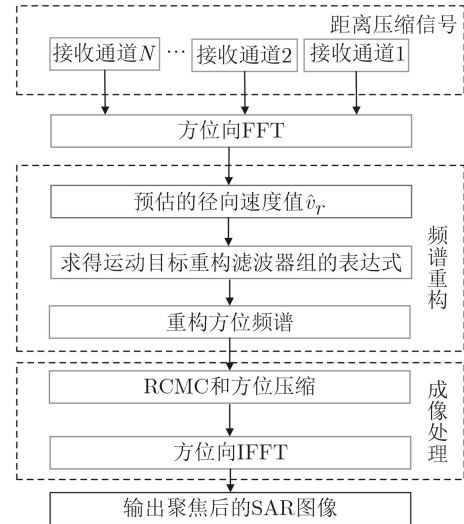 距离压缩信号
接收通道N … 接收通道2 接收通道1
方位向FFT
预估的径向速度值v̂r
求得运动目标重构滤波器组的表达式
重构方位频谱
频谱重构
RCMC和方位压缩
方位向IFFT
成像处理
输出聚焦后的SAR图像